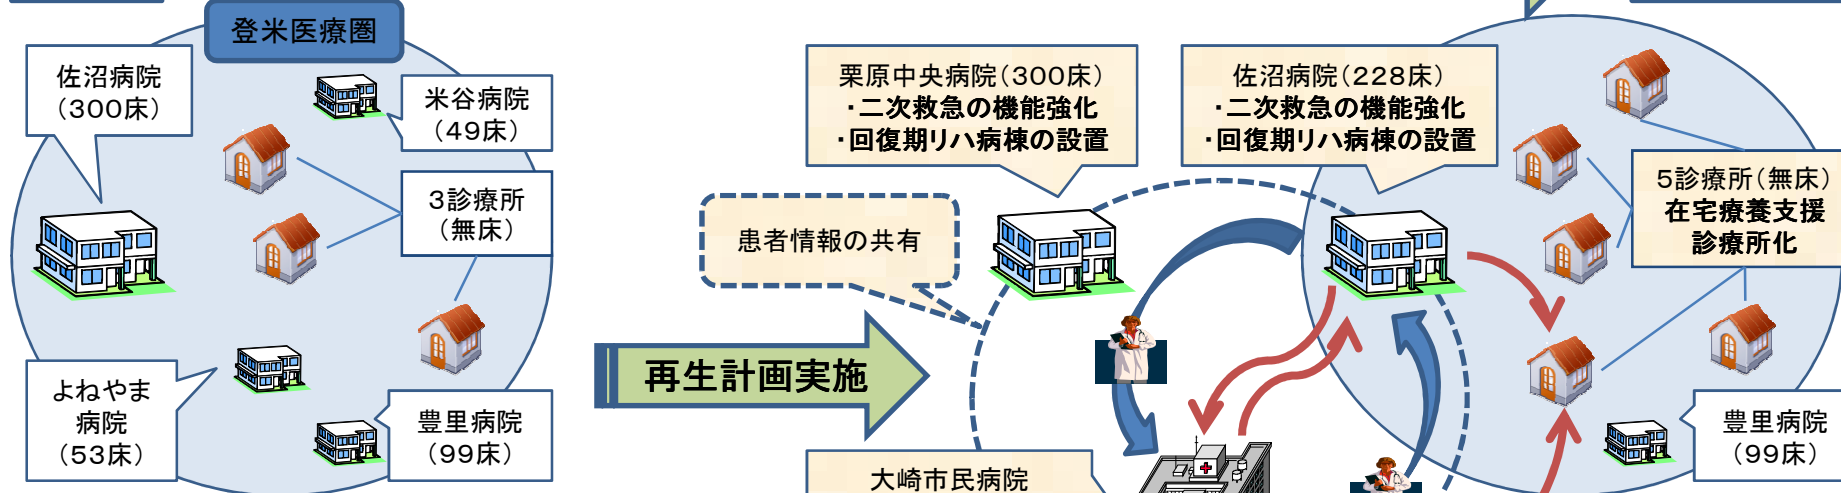 登米医療圏
佐沼病院
（300床）
米谷病院
（49床）
3診療所
（無床）
よねやま
病院
（53床）
豊里病院
（99床）
再生計画実施
患者情報の共有
栗原中央病院（300床）
・二次救急の機能強化
・回復期リハ病棟の設置
佐沼病院（228床）
・二次救急の機能強化
・回復期リハ病棟の設置
大崎市民病院
5診療所（無床）
在宅療養支援
診療所化
豊里病院
（99床）